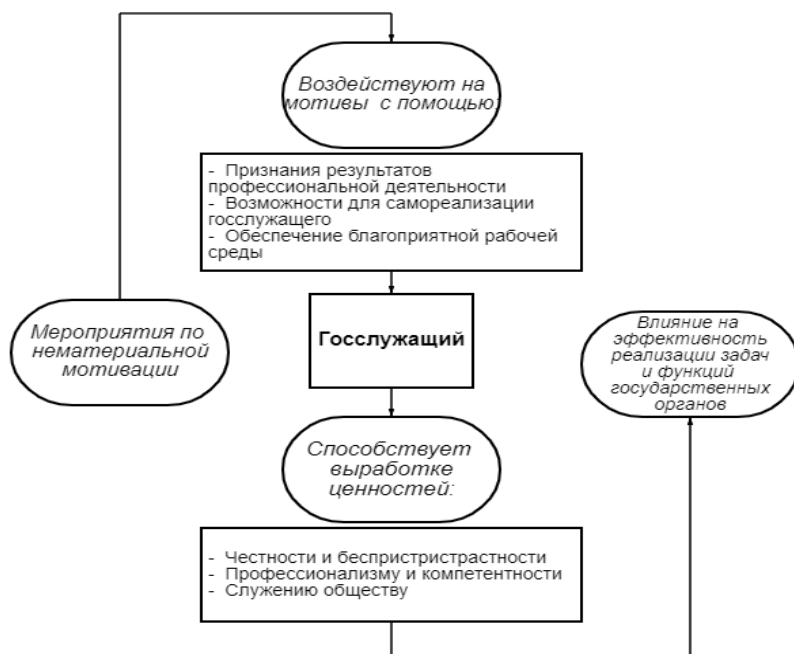 Воздействуют на
мотивы с помощью:
- Признания результатов
профессиональной деятельности
- Возможности для самореализации
госслужащего
- Обеспечение благоприятной рабочей
среды
Мероприятия по
нематериальной
мотивации
Госслужащий
Влияние на
эффективность
реализации задач
и функций
государственных
органов
Способствует
выработке
ценностей:
- Честности и беспристристрастности
- Профессионализму и компетентности
- Служению обществу